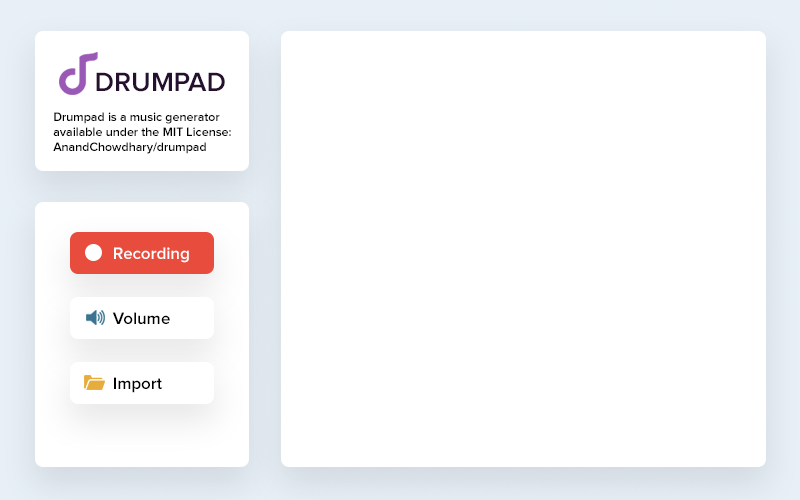 DRUMPAD
Drumpad is a music generator
available under the MIT License:
AnandChowdhary/drumpad
Recording
Volume
Import